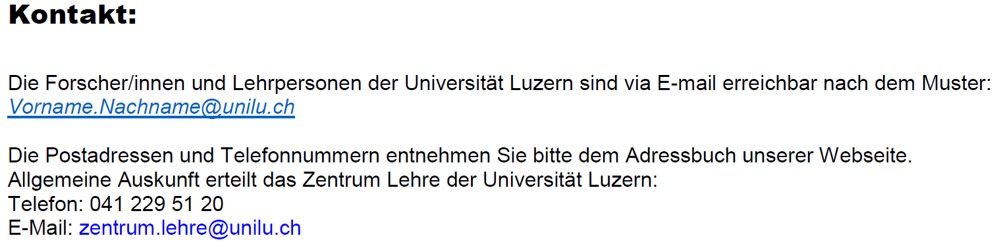 Kontakt:
Die Forscher/innen und Lehrpersonen der Universität Luzern sind via E-mail erreichbar nach dem Muster:
Vorname.Nachname@unilu.ch
Die Postadressen und Telefonnummern entnehmen Sie bitte dem Adressbuch unserer Webseite.
Allgemeine Auskunft erteilt das Zentrum Lehre der Universität Luzern:
Telefon: 041 229 51 20
E-Mail: zentrum.lehre@unilu.ch